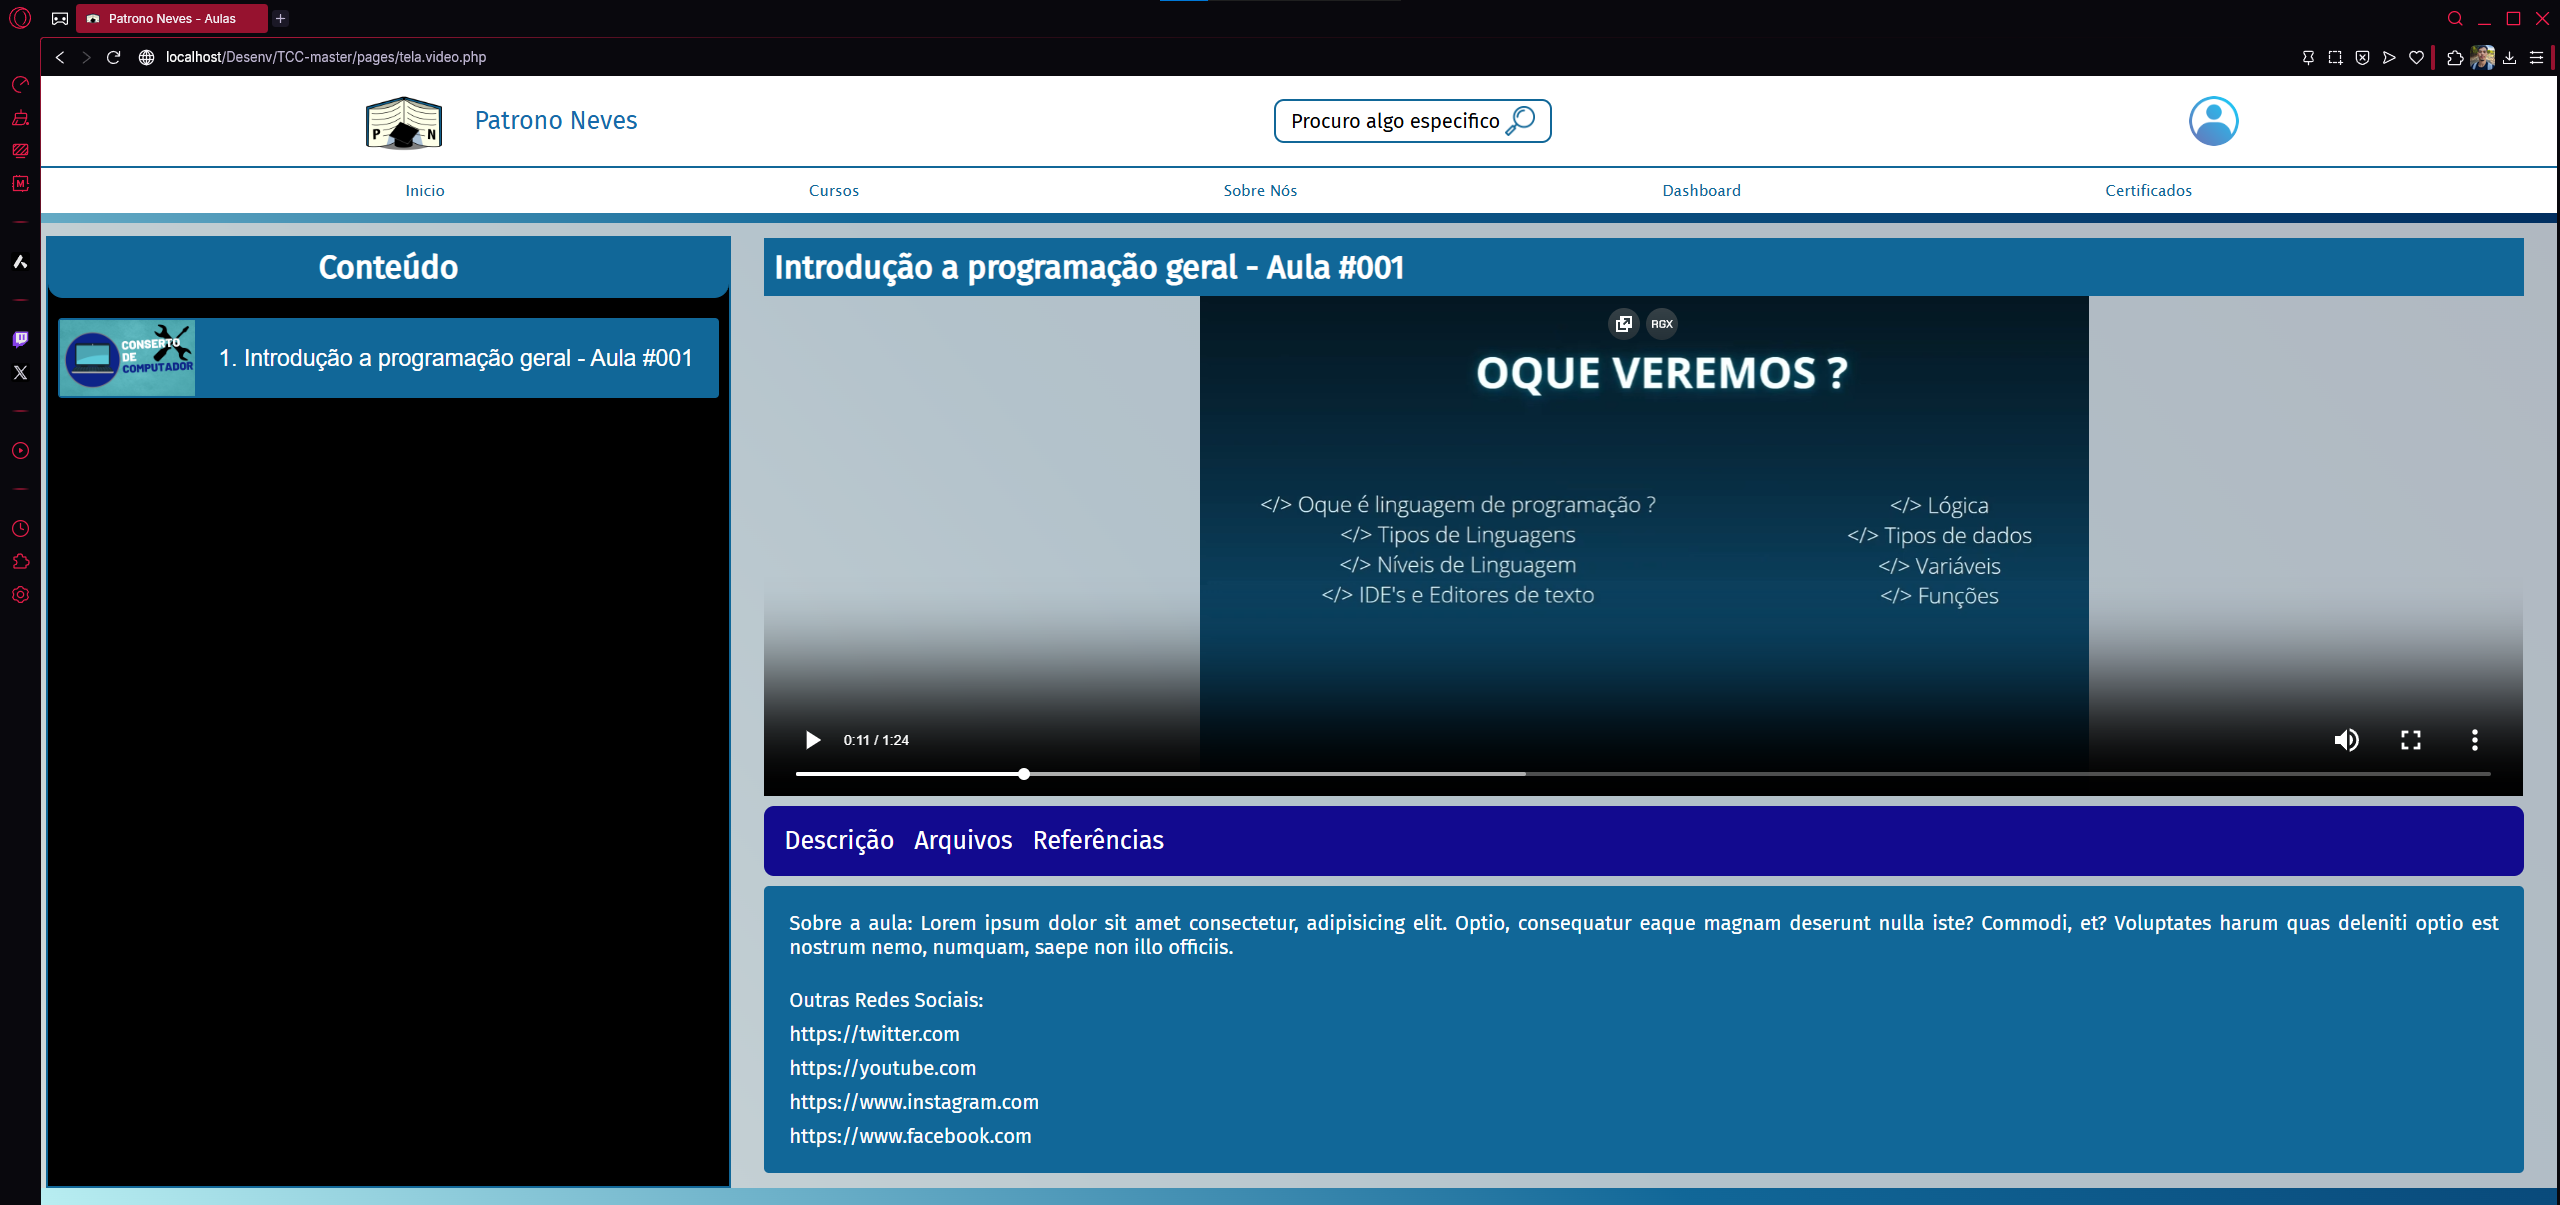 Patrono Neves - Aulas
localhost/Desenv/TCC-master/pages/tela.video.php
P N
Patrono Neves
Procuro algo especifico
Inicio
Cursos
Sobre Nós
Dashboard
Certificados
Conteúdo
CONSERTO
DE
COMPUTADOR
1. Introdução a programação geral - Aula #001
Introdução a programação geral - Aula #001
RGX
OQUE VEREMOS ?
</> Oque é linguagem de programação ?
</> Tipos de Linguagens
</> Níveis de Linguagem
</> IDE's e Editores de texto
</> Lógica
</> Tipos de dados
</> Variáveis
</> Funções
0:11 / 1:24
Descrição Arquivos Referências
Sobre a aula: Lorem ipsum dolor sit amet consectetur, adipisicing elit. Optio, consequatur eaque magnam deserunt nulla iste? Commodi, et? Voluptates harum quas deleniti optio est
nostrum nemo, numquam, saepe non illo officiis.
Outras Redes Sociais:
https://twitter.com
https://youtube.com
https://www.instagram.com
https://www.facebook.com